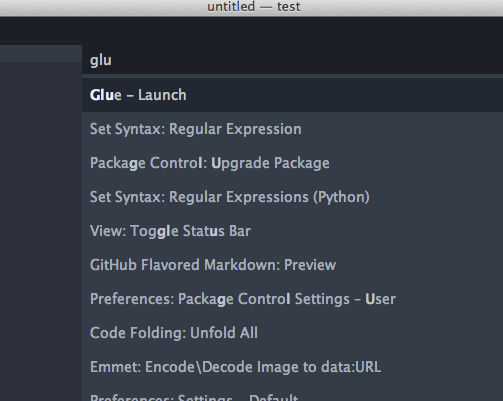 untitled — test
glu
Glue – Launch
Set Syntax: Regular Expression
Package Control: Upgrade Package
Set Syntax: Regular Expressions (Python)
View: Toggle Status Bar
GitHub Flavored Markdown: Preview
Preferences: Package Control Settings – User
Code Folding: Unfold All
Emmet: Encode\Decode Image to data:URL
Preferences: Settings – Default